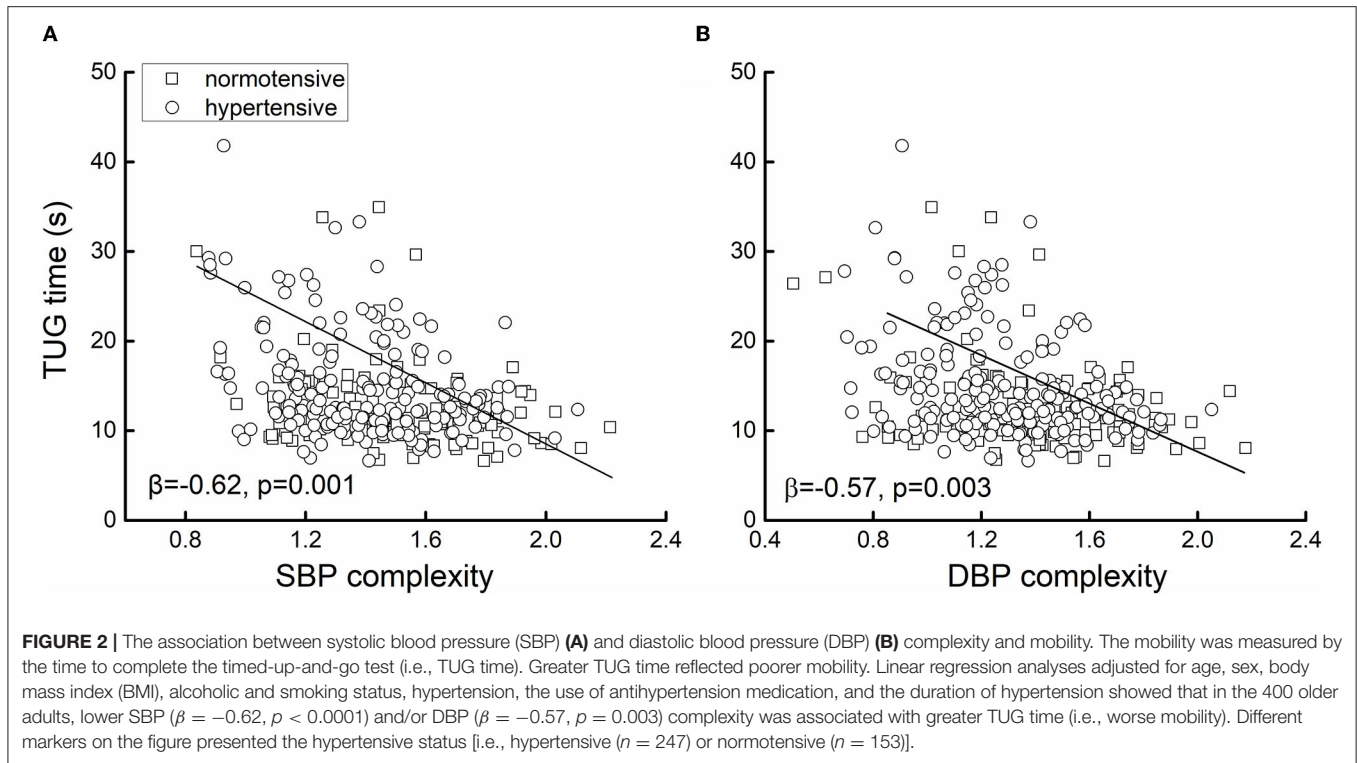 A
B
50
40
30
20
10
0
TUG time (s)
normotensive
hypertensive
β=-0.62, p=0.001
0.8 1.2 1.6 2.0 2.4
SBP complexity
50
40
30
20
10
0
β=-0.57, p=0.003
0.4 0.8 1.2 1.6 2.0 2.4
DBP complexity
FIGURE 2 | The association between systolic blood pressure (SBP) (A) and diastolic blood pressure (DBP) (B) complexity and mobility. The mobility was measured by
the time to complete the timed-up-and-go test (i.e., TUG time). Greater TUG time reflected poorer mobility. Linear regression analyses adjusted for age, sex, body
mass index (BMI), alcoholic and smoking status, hypertension, the use of antihypertension medication, and the duration of hypertension showed that in the 400 older
adults, lower SBP (β = −0.62, p < 0.0001) and/or DBP (β = −0.57, p = 0.003) complexity was associated with greater TUG time (i.e., worse mobility). Different
markers on the figure presented the hypertensive status [i.e., hypertensive (n = 247) or normotensive (n = 153)].